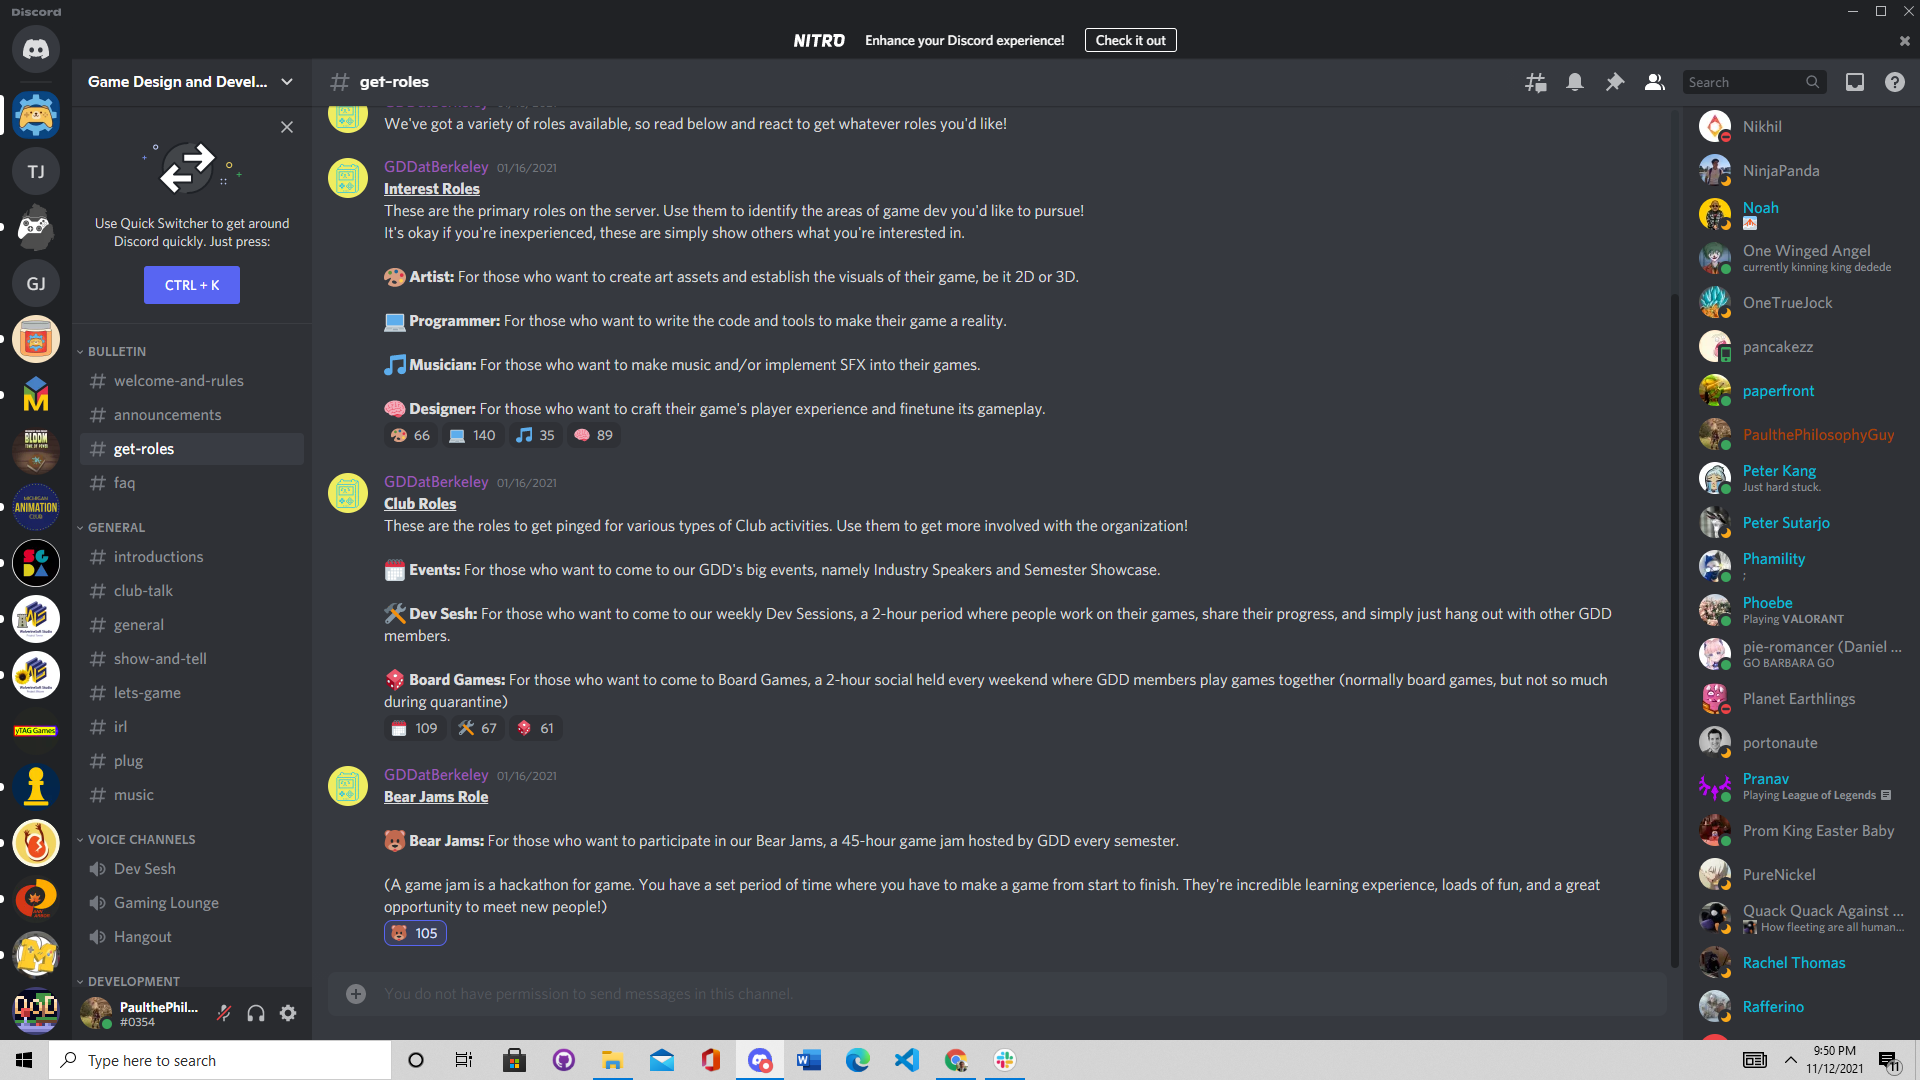 Discord
NITRO Enhance your Discord experience! Check it out
Game Design and Devel...
get-roles
Search
Use Quick Switcher to get around
Discord quickly. Just press:
CTRL + K
BULLETIN
welcome-and-rules
announcements
get-roles
faq
GENERAL
introductions
club-talk
general
show-and-tell
lets-game
irl
plug
music
VOICE CHANNELS
Dev Sesh
Gaming Lounge
Hangout
DEVELOPMENT
PaulthePhil...
#0354
TJ
GJ
BLOOM
MICHIGAN
ANIMATION
CLUB
yTAG Games
We've got a variety of roles available, so read below and react to get whatever roles you'd like!
GDDatBerkeley 01/16/2021
Interest Roles
These are the primary roles on the server. Use them to identify the areas of game dev you'd like to pursue!
It's okay if you're inexperienced, these are simply show others what you're interested in.
Artist: For those who want to create art assets and establish the visuals of their game, be it 2D or 3D.
Programmer: For those who want to write the code and tools to make their game a reality.
Musician: For those who want to make music and/or implement SFX into their games.
Designer: For those who want to craft their game's player experience and finetune its gameplay.
66 140 35 89
GDDatBerkeley 01/16/2021
Club Roles
These are the roles to get pinged for various types of Club activities. Use them to get more involved with the organization!
Events: For those who want to come to our GDD's big events, namely Industry Speakers and Semester Showcase.
Dev Sesh: For those who want to come to our weekly Dev Sessions, a 2-hour period where people work on their games, share their progress, and simply just hang out with other GDD
members.
Board Games: For those who want to come to Board Games, a 2-hour social held every weekend where GDD members play games together (normally board games, but not so much
during quarantine)
109 67 61
GDDatBerkeley 01/16/2021
Bear Jams Role
Bear Jams: For those who want to participate in our Bear Jams, a 45-hour game jam hosted by GDD every semester.
(A game jam is a hackathon for game. You have a set period of time where you have to make a game from start to finish. They're incredible learning experience, loads of fun, and a great
opportunity to meet new people!)
105
You do not have permission to send messages in this channel.
Nikhil
NinjaPanda
Noah
One Winged Angel
currently kinning king dedede
OneTrueJock
pancakezz
paperfront
PaulthePhilosophyGuy
Peter Kang
Just hard stuck.
Peter Sutarjo
Phamility
;
Phoebe
Playing VALORANT
pie-romancer (Daniel ...
GO BARBARA GO
Planet Earthlings
portonaute
Pranav
Playing League of Legends
Prom King Easter Baby
PureNickel
Quack Quack Against ...
How fleeting are all human...
Rachel Thomas
Rafferino
Type here to search
9:50 PM
11/12/2021
11